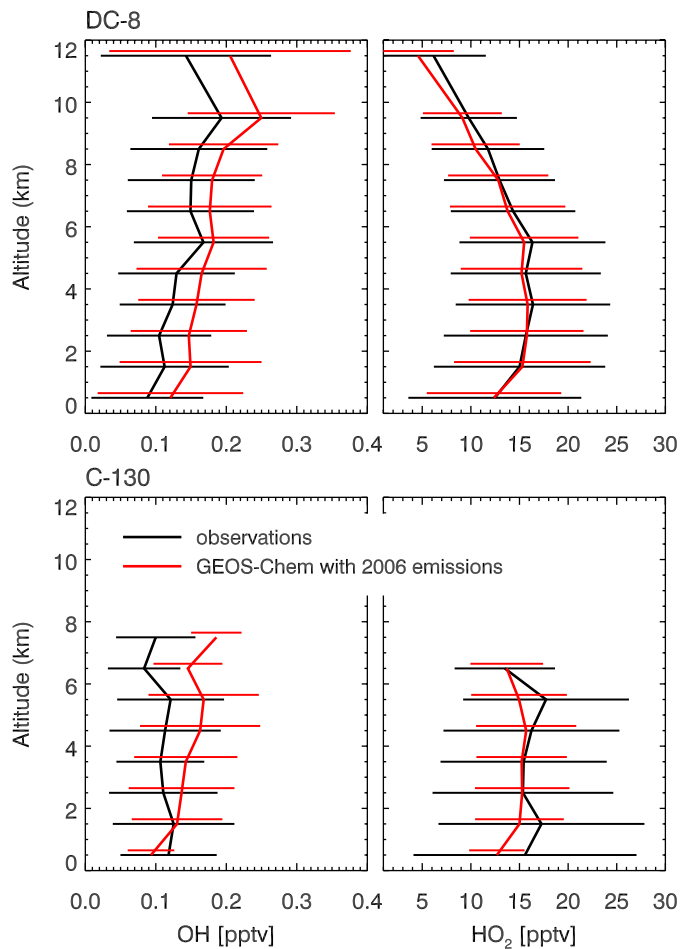 DC-8
12
10
8
6
4
2
0
Altitude (km)
0.0 0.1 0.2 0.3 0.4
5 10 15 20 25 30
C-130
observations
GEOS-Chem with 2006 emissions
12
10
8
6
4
2
0
Altitude (km)
0.0 0.1 0.2 0.3 0.4
5 10 15 20 25 30
OH [pptv]
HO₂ [pptv]